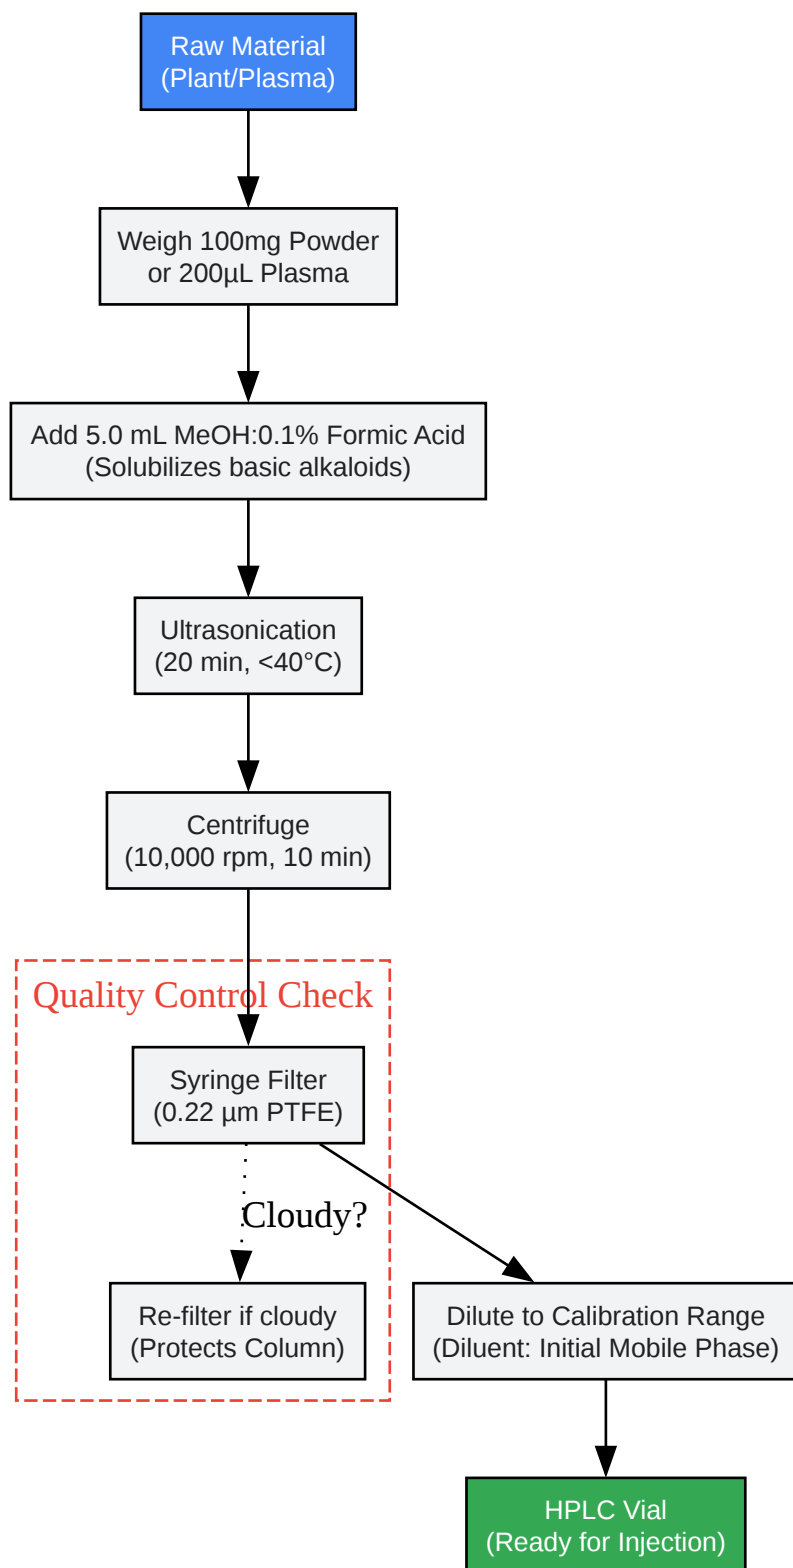 Raw Material
(Plant/Plasma)
Weigh 100mg Powder
or 200µL Plasma
Add 5.0 mL MeOH:0.1% Formic Acid
(Solubilizes basic alkaloids)
Ultrasonication
(20 min, <40°C)
Centrifuge
(10,000 rpm, 10 min)
Quality Control Check
Syringe Filter
(0.22 µm PTFE)
Cloudy?
Re-filter if cloudy
(Protects Column)
Dilute to Calibration Range
(Diluent: Initial Mobile Phase)
HPLC Vial
(Ready for Injection)